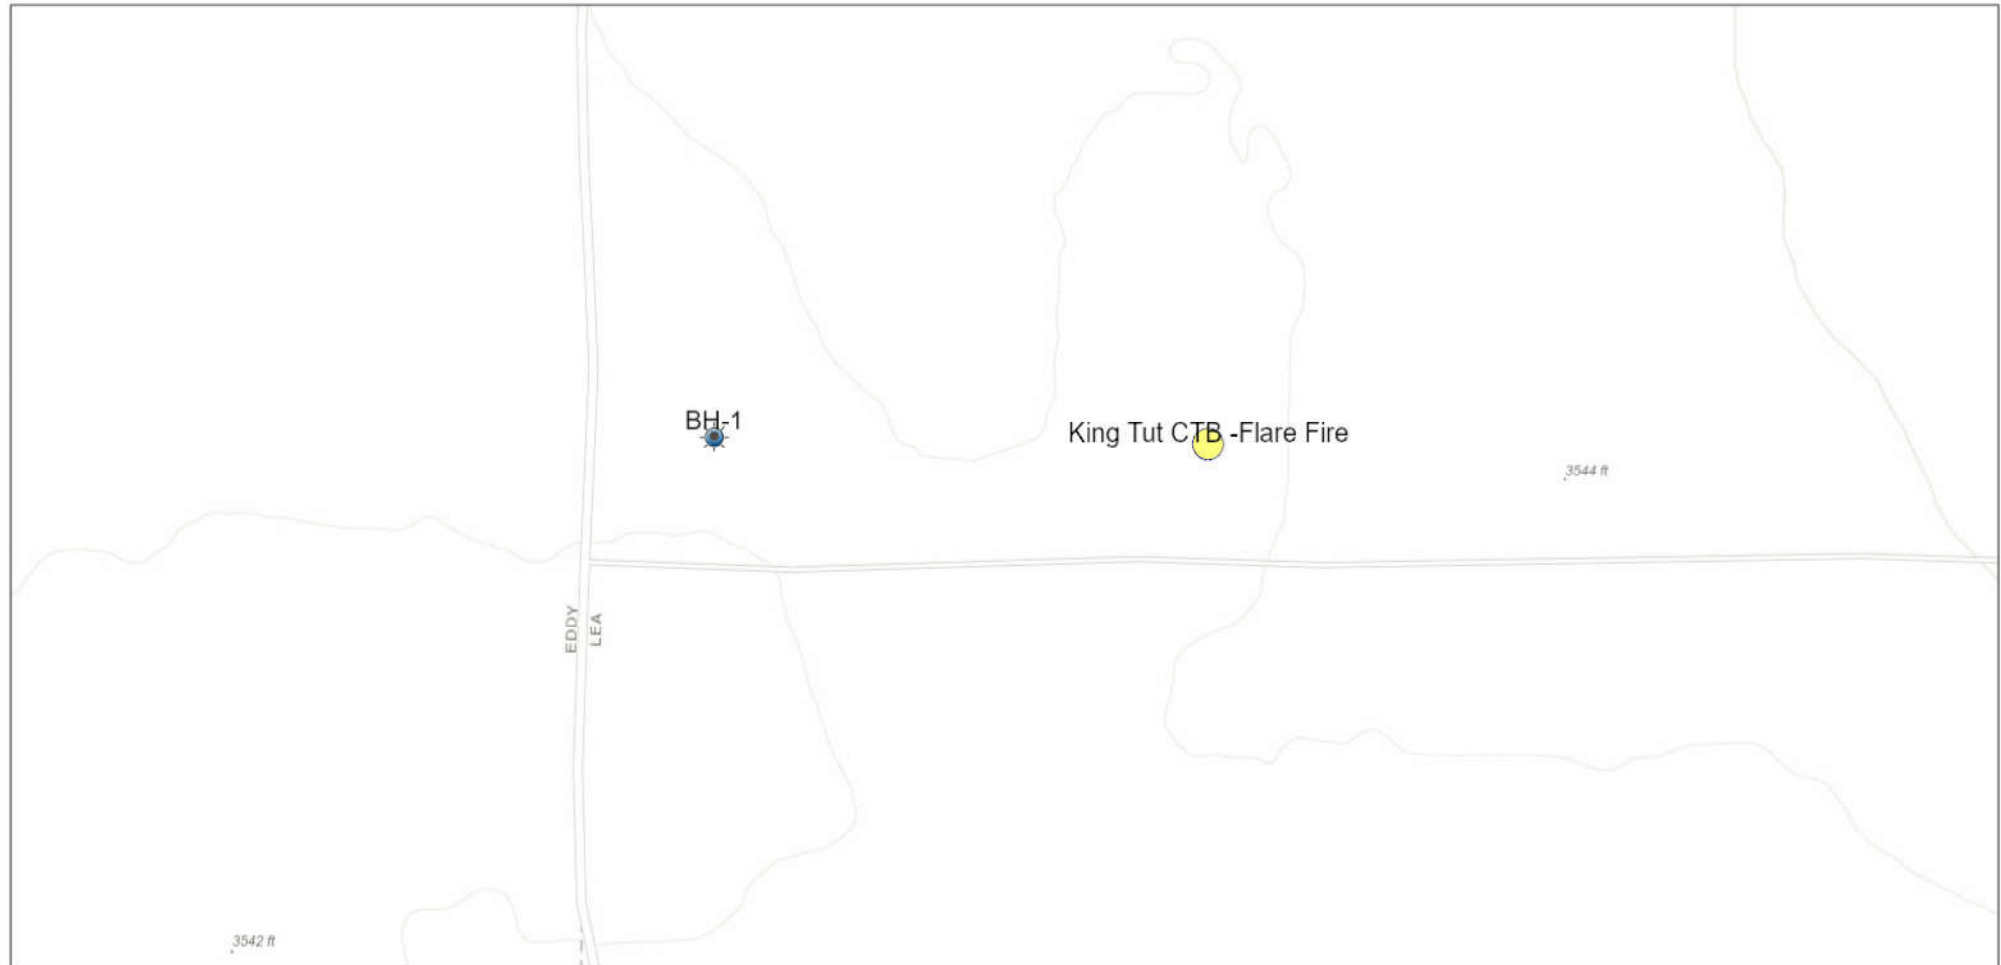 BH-1
King Tut CTB -Flare Fire
3544 ft
EDDY
LEA
3542 ft